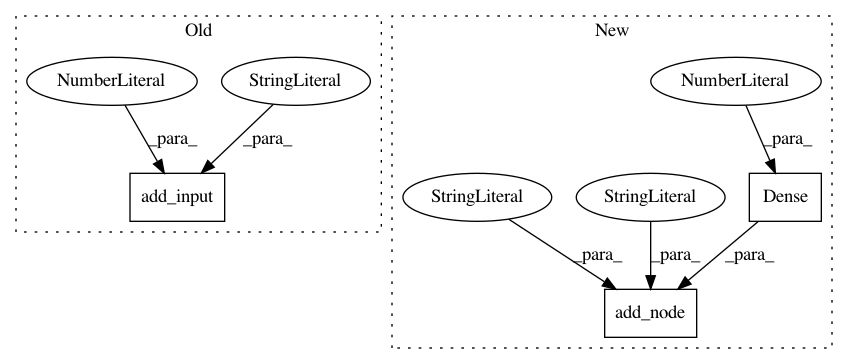 Old
New
NumberLiteral
StringLiteral
NumberLiteral
_para_
_para_
_para_
add_input
StringLiteral
StringLiteral
Dense
_para_
_para_
_para_
add_node